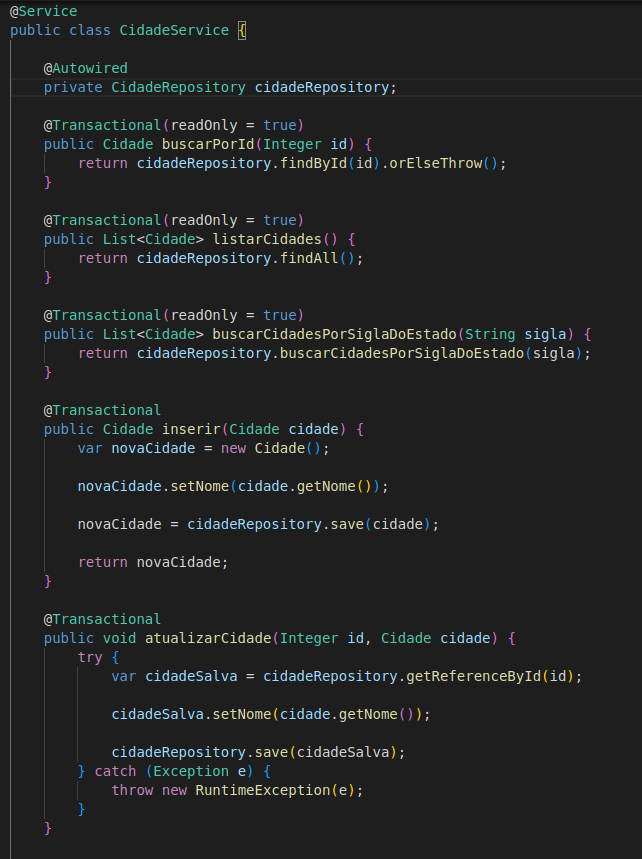 @Service
public class CidadeService {
@Autowired
private CidadeRepository cidadeRepository;
@Transactional(readOnly = true)
public Cidade buscarPorId(Integer id) {
return cidadeRepository.findById(id).orElseThrow();
}
@Transactional(readOnly = true)
public List<Cidade> listarCidades() {
return cidadeRepository.findAll();
}
@Transactional(readOnly = true)
public List<Cidade> buscarCidadesPorSiglaDoEstado(String sigla) {
return cidadeRepository.buscarCidadesPorSiglaDoEstado(sigla);
}
@Transactional
public Cidade inserir(Cidade cidade) {
var novaCidade = new Cidade();
novaCidade.setNome(cidade.getNome());
novaCidade = cidadeRepository.save(cidade);
return novaCidade;
}
@Transactional
public void atualizarCidade(Integer id, Cidade cidade) {
try {
var cidadeSalva = cidadeRepository.getReferenceById(id);
cidadeSalva.setNome(cidade.getNome());
cidadeRepository.save(cidadeSalva);
} catch (Exception e) {
throw new RuntimeException(e);
}
}